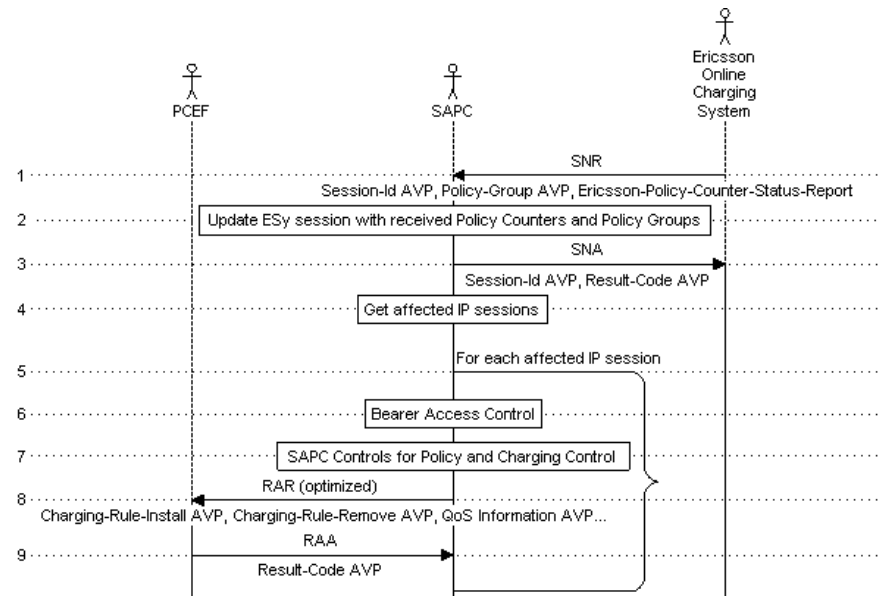 Ericsson
Online
Charging
System
PCEF
SAPC
SNR
1
Session-Id AVP, Policy-Group AVP, Ericsson-Policy-Counter-Status-Report
2
Update ESy session with received Policy Counters and Policy Groups
SNA
3
Session-Id AVP, Result-Code AVP
4
Get affected IP sessions
For each affected IP session
5
6
Bearer Access Control
7
SAPC Controls for Policy and Charging Control
RAR (optimized)
8
Charging-Rule-Install AVP, Charging-Rule-Remove AVP, QoS Information AVP...
RAA
9
Result-Code AVP